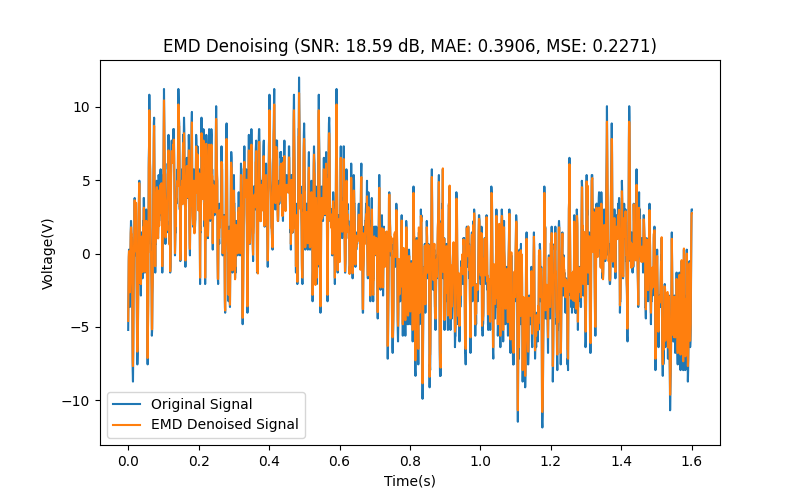 EMD Denoising (SNR: 18.59 dB, MAE: 0.3906, MSE: 0.2271)
10
5
0
−5
−10
Voltage(V)
Original Signal
EMD Denoised Signal
0.0 0.2 0.4 0.6 0.8 1.0 1.2 1.4 1.6
Time(s)